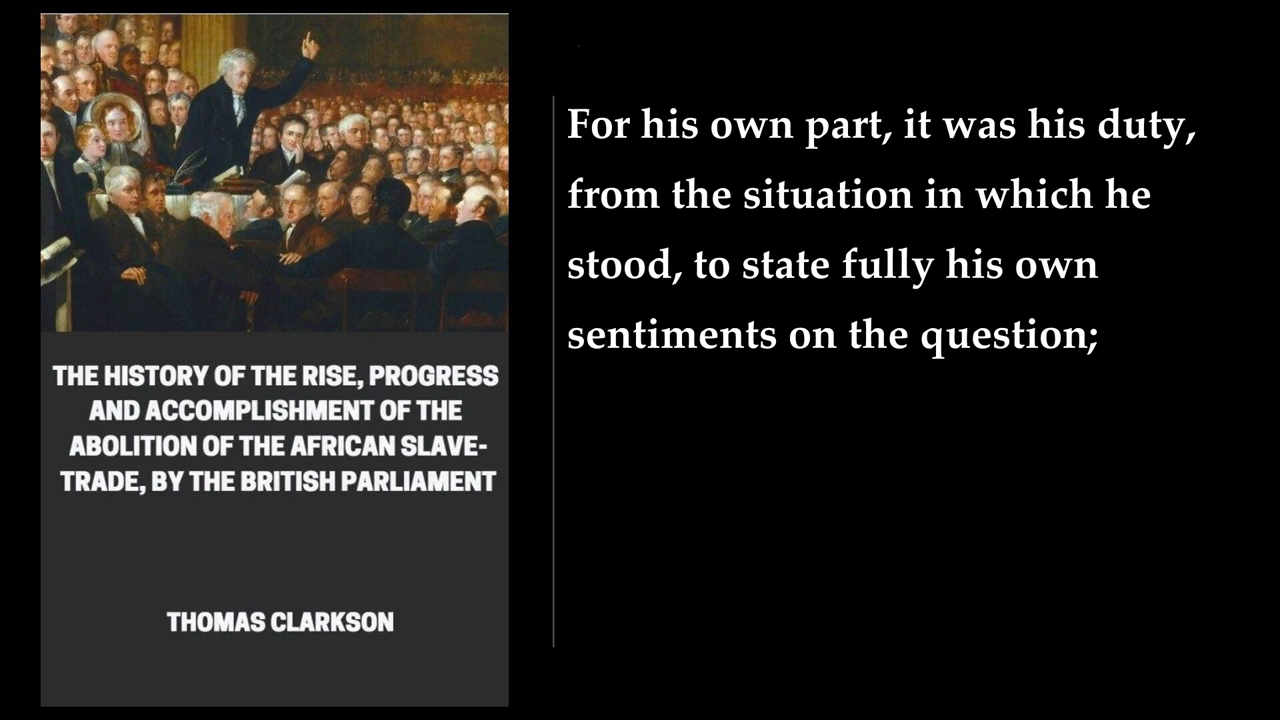 THE HISTORY OF THE RISE, PROGRESS
AND ACCOMPLISHMENT OF THE
ABOLITION OF THE AFRICAN SLAVE-
TRADE, BY THE BRITISH PARLIAMENT
THOMAS CLARKSON
For his own part, it was his duty,
from the situation in which he
stood, to state fully his own
sentiments on the question;